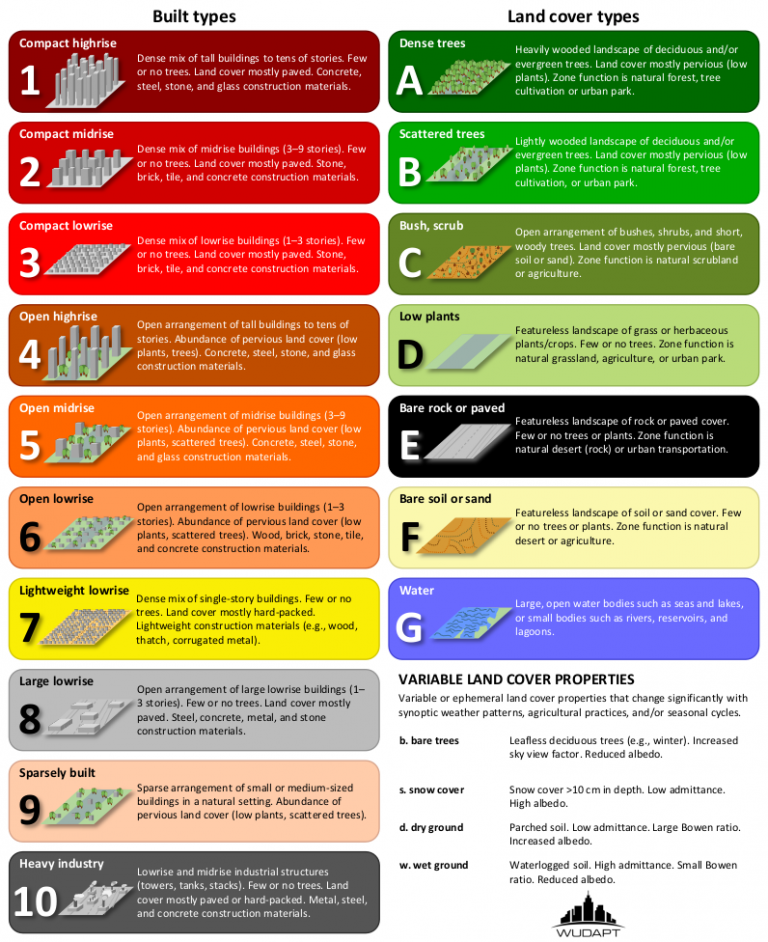 Built types
Compact highrise
1
Dense mix of tall buildings to tens of stories. Few
or no trees. Land cover mostly paved. Concrete,
steel, stone, and glass construction materials.
Compact midrise
2
Dense mix of midrise buildings (3–9 stories). Few
or no trees. Land cover mostly paved. Stone,
brick, tile, and concrete construction materials.
Compact lowrise
3
Dense mix of lowrise buildings (1–3 stories). Few
or no trees. Land cover mostly paved. Stone,
brick, tile, and concrete construction materials.
Open highrise
4
Open arrangement of tall buildings to tens of
stories. Abundance of pervious land cover (low
plants, trees). Concrete, steel, stone, and glass
construction materials.
Open midrise
5
Open arrangement of midrise buildings (3–9
stories). Abundance of pervious land cover (low
plants, scattered trees). Concrete, steel, stone,
and glass construction materials.
Open lowrise
6
Open arrangement of lowrise buildings (1–3
stories). Abundance of pervious land cover (low
plants, scattered trees). Wood, brick, stone, tile,
and concrete construction materials.
Lightweight lowrise
7
Dense mix of single-story buildings. Few or no
trees. Land cover mostly hard-packed.
Lightweight construction materials (e.g., wood,
thatch, corrugated metal).
Large lowrise
8
Open arrangement of large lowrise buildings (1–
3 stories). Few or no trees. Land cover mostly
paved. Steel, concrete, metal, and stone
construction materials.
Sparsely built
9
Sparse arrangement of small or medium-sized
buildings in a natural setting. Abundance of
pervious land cover (low plants, scattered trees).
Heavy industry
10
Lowrise and midrise industrial structures
(towers, tanks, stacks). Few or no trees. Land
cover mostly paved or hard-packed. Metal, steel,
and concrete construction materials.
Land cover types
Dense trees
A
Heavily wooded landscape of deciduous and/or
evergreen trees. Land cover mostly pervious (low
plants). Zone function is natural forest, tree
cultivation or urban park.
Scattered trees
B
Lightly wooded landscape of deciduous and/or
evergreen trees. Land cover mostly pervious (low
plants). Zone function is natural forest, tree
cultivation, or urban park.
Bush, scrub
C
Open arrangement of bushes, shrubs, and short,
woody trees. Land cover mostly pervious (bare
soil or sand). Zone function is natural scrubland
or agriculture.
Low plants
D
Featureless landscape of grass or herbaceous
plants/crops. Few or no trees. Zone function is
natural grassland, agriculture, or urban park.
Bare rock or paved
E
Featureless landscape of rock or paved cover.
Few or no trees or plants. Zone function is
natural desert (rock) or urban transportation.
Bare soil or sand
F
Featureless landscape of soil or sand cover. Few
or no trees or plants. Zone function is natural
desert or agriculture.
Water
G
Large, open water bodies such as seas and lakes,
or small bodies such as rivers, reservoirs, and
lagoons.
VARIABLE LAND COVER PROPERTIES
Variable or ephemeral land cover properties that change significantly with
synoptic weather patterns, agricultural practices, and/or seasonal cycles.
b. bare trees
Leafless deciduous trees (e.g., winter). Increased
sky view factor. Reduced albedo.
s. snow cover
Snow cover >10 cm in depth. Low admittance.
High albedo.
d. dry ground
Parched soil. Low admittance. Large Bowen ratio.
Increased albedo.
w. wet ground
Waterlogged soil. High admittance. Small Bowen
ratio. Reduced albedo.
WUDAPT